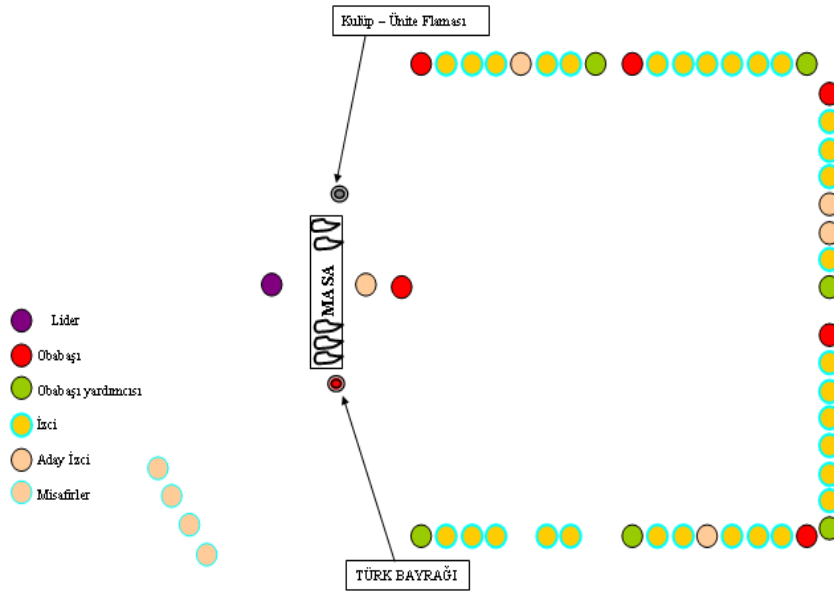 Kulüp – Ünite Flaması
MASA
Lider
Obabaşı
Obabaşı yardımcısı
İzci
Aday İzci
Misafirler
TÜRK BAYRAĞI